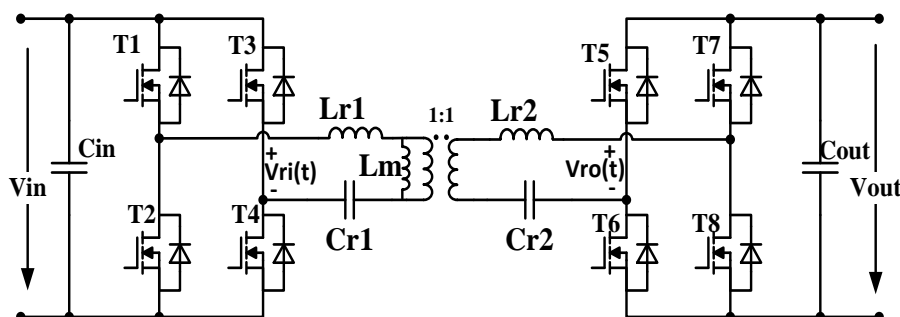 T1
T3
T5
T7
Lr1
1:1
Lr2
Cin
+
Vri(t)
-
Lm
+
Vro(t)
-
Cout
Vin
Vout
T2
T4
Cr1
Cr2
T6
T8